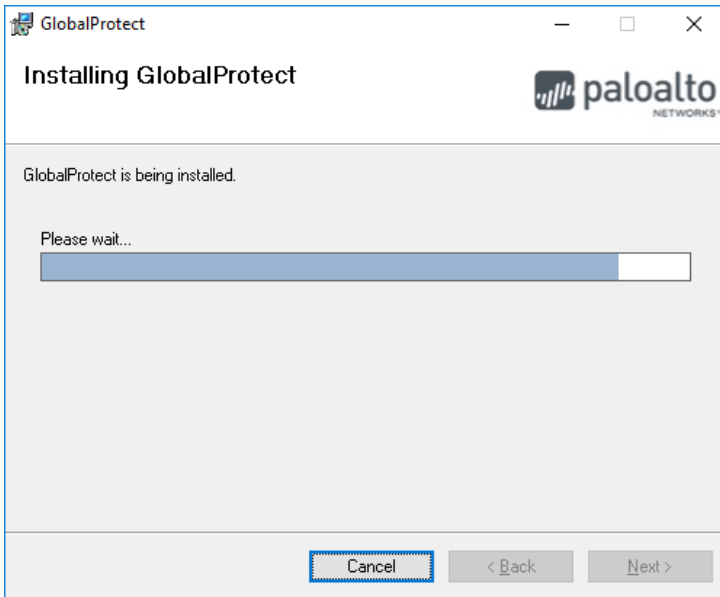 GlobalProtect
Installing GlobalProtect
paloalto
NETWORKS
GlobalProtect is being installed.
Please wait...
Cancel
< Back
Next >